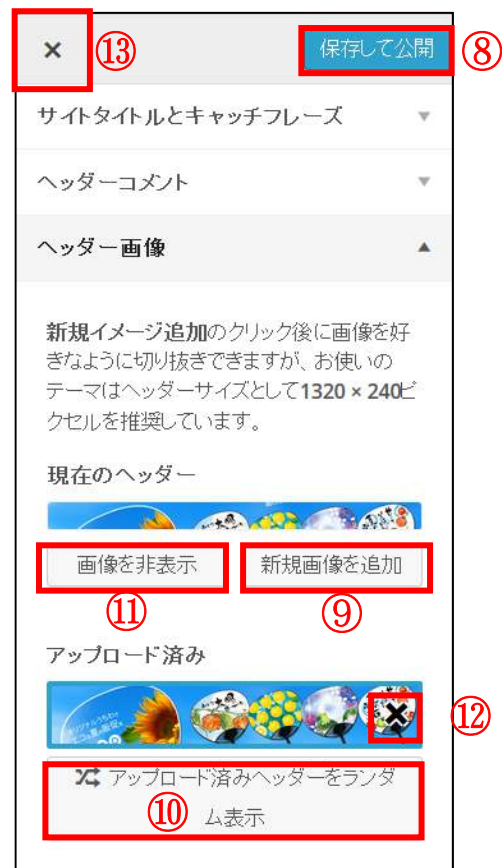 × ⑬ 保存して公開 ⑧
サイトタイトルとキャッチフレーズ ▼
ヘッダーコメント ▼
ヘッダー画像 ▲
新規イメージ追加のクリック後に画像を好
きなように切り抜きできますが、お使いの
テーマはヘッダーサイズとして1320 × 240ピ
クセルを推奨しています。
現在のヘッダー
画像を非表示 新規画像を追加
⑪ ⑨
アップロード済み
⑫
アップロード済みヘッダーをランダ
⑩ ム表示